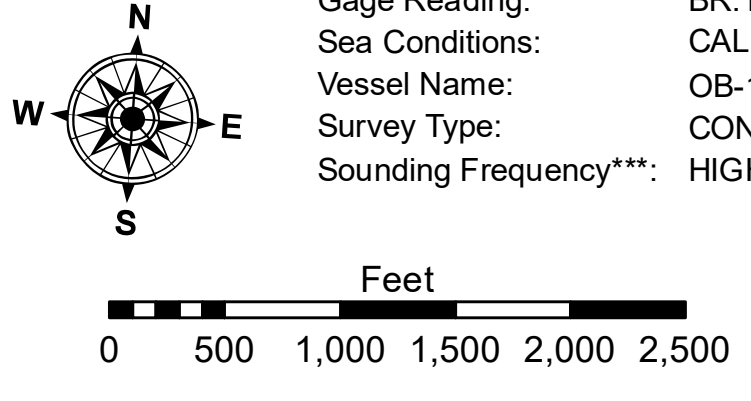 N
W E
S
Gage Reading:
Sea Conditions:
Vessel Name:
Survey Type:
Sounding Frequency***:
Feet
0 500 1,000 1,500 2,000 2,500